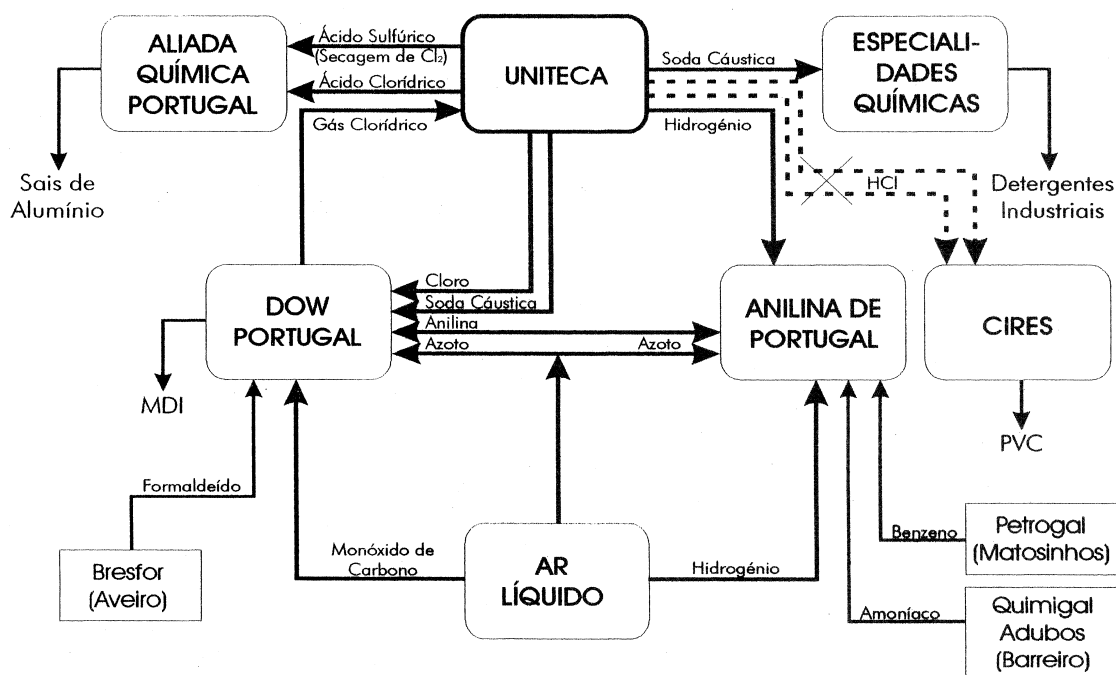 ALIADA
QUÍMICA
PORTUGAL
Ácido Sulfúrico
(Secagem de Cl₂)
Ácido Clorídrico
Gás Clorídrico
UNITECA
Soda Cáustica
Hidrogénio
ESPECIALI-
DADES
QUÍMICAS
Sais de
Alumínio
HCl
Detergentes
Industriais
DOW
PORTUGAL
Cloro
Soda Cáustica
Anilina
Azoto
Azoto
ANILINA DE
PORTUGAL
CIRES
MDI
PVC
Formaldeído
Bresfor
(Aveiro)
Monóxido de
Carbono
AR
LÍQUIDO
Hidrogénio
Benzeno
Petrogal
(Matosinhos)
Amoníaco
Quimigal
Adubos
(Barreiro)